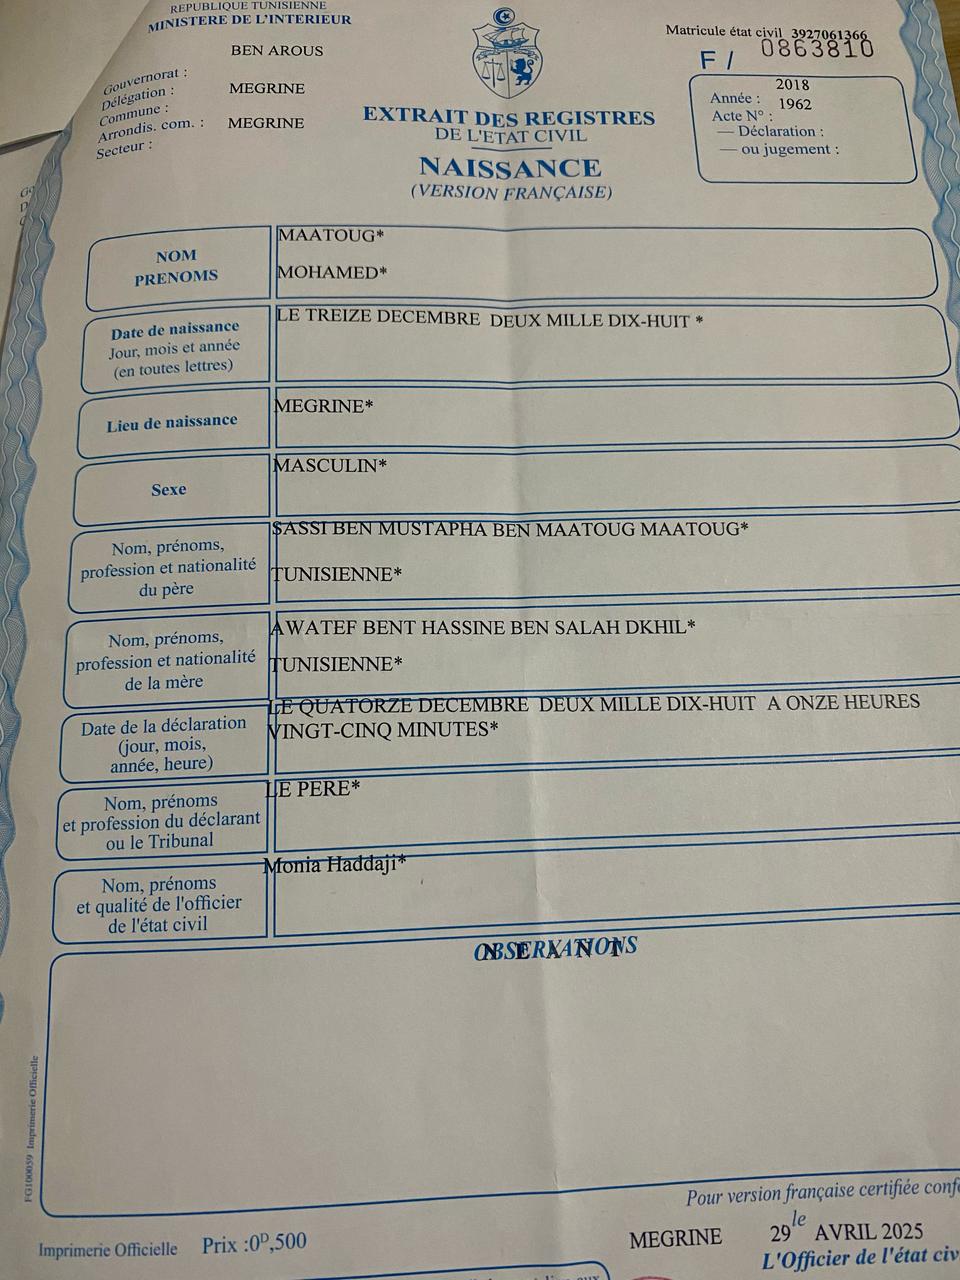 REPUBLIQUE TUNISIENNE
MINISTERE DE L'INTERIEUR
Gouvernorat : BEN AROUS
Délégation : MEGRINE
Commune :
Arrondis. com. : MEGRINE
Secteur :
Matricule état civil 3927061366
F / 0863810
2018
Année : 1962
Acte N° :
— Déclaration :
— ou jugement :
EXTRAIT DES REGISTRES
DE L'ETAT CIVIL
NAISSANCE
(VERSION FRANÇAISE)
NOM MAATOUG*
PRENOMS MOHAMED*
Date de naissance
Jour, mois et année
(en toutes lettres)
LE TREIZE DECEMBRE DEUX MILLE DIX-HUIT *
Lieu de naissance
MEGRINE*
Sexe
MASCULIN*
Nom, prénoms,
profession et nationalité
du père
SASSI BEN MUSTAPHA BEN MAATOUG MAATOUG*
TUNISIENNE*
Nom, prénoms,
profession et nationalité
de la mère
AWATEF BENT HASSINE BEN SALAH DKHIL*
TUNISIENNE*
Date de la déclaration
(jour, mois,
année, heure)
LE QUATORZE DECEMBRE DEUX MILLE DIX-HUIT A ONZE HEURES
VINGT-CINQ MINUTES*
Nom, prénoms
et profession du déclarant
ou le Tribunal
LE PERE*
Nom, prénoms
et qualité de l'officier
de l'état civil
Monia Haddaji*
OBSERVATIONS
N E A N T
FG100059 Imprimerie Officielle
Pour version française certifiée
MEGRINE 29 le AVRIL 2025
L'Officier de l'état
Imprimerie Officielle Prix :0ᴰ,500